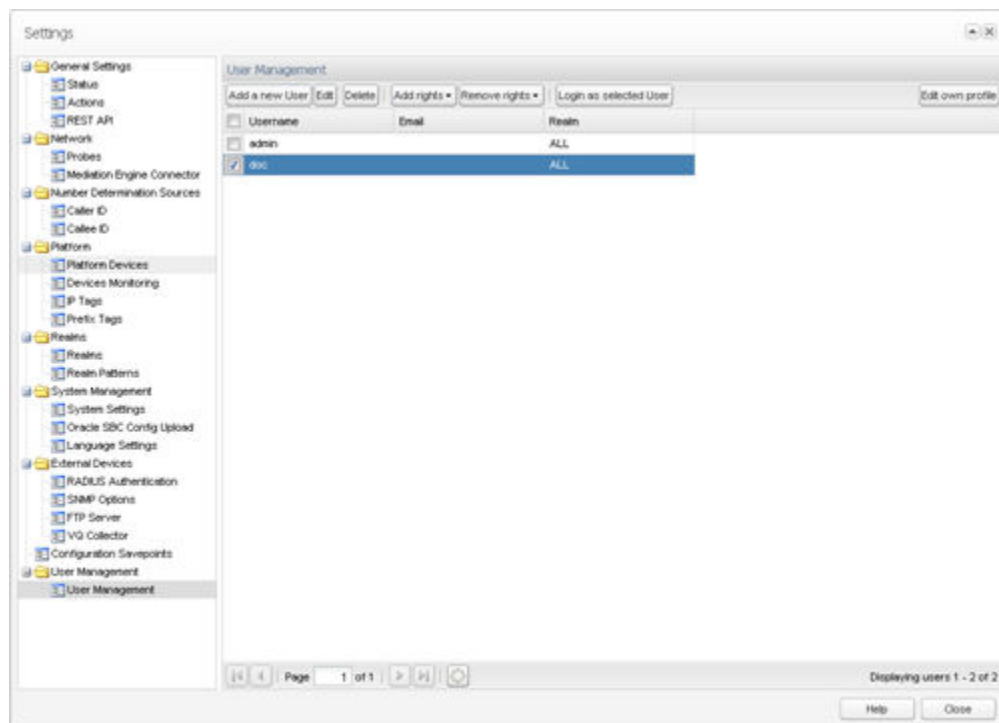 Settings
General Settings
Status
Actions
REST API
Network
Probes
Mediation Engine Connector
Number Determination Sources
Caller ID
Callee ID
Platform
Platform Devices
Devices Monitoring
IP Tags
Prefix Tags
Realms
Realms
Realm Patterns
System Management
System Settings
Oracle SBC Config Upload
Language Settings
External Devices
RADIUS Authentication
SNMP Options
FTP Server
VQ Collector
Configuration Savepoints
User Management
User Management
User Management
Add a new User Edit Delete Add rights Remove rights Login as selected User Edit own profile
Username Email Realm
admin ALL
doc ALL
Page 1 of 1 Displaying users 1 - 2 of 2
Help Close